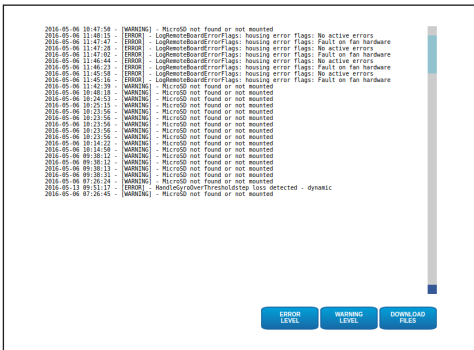 2016-05-06 10:47:50 - [WARNING] - MicroSD not found or not mounted
2016-05-06 11:48:15 - [ERROR] - LogRemoteBoardErrorFlags: housing error flags: No active errors
2016-05-06 11:47:47 - [ERROR] - LogRemoteBoardErrorFlags: housing error flags: Fault on fan hardware
2016-05-06 11:47:28 - [ERROR] - LogRemoteBoardErrorFlags: housing error flags: No active errors
2016-05-06 11:47:02 - [ERROR] - LogRemoteBoardErrorFlags: housing error flags: Fault on fan hardware
2016-05-06 11:46:44 - [ERROR] - LogRemoteBoardErrorFlags: housing error flags: No active errors
2016-05-06 11:46:23 - [ERROR] - LogRemoteBoardErrorFlags: housing error flags: Fault on fan hardware
2016-05-06 11:45:58 - [ERROR] - LogRemoteBoardErrorFlags: housing error flags: No active errors
2016-05-06 11:45:16 - [ERROR] - LogRemoteBoardErrorFlags: housing error flags: Fault on fan hardware
2016-05-06 11:42:39 - [WARNING] - MicroSD not found or not mounted
2016-05-06 10:48:18 - [WARNING] - MicroSD not found or not mounted
2016-05-06 10:24:53 - [WARNING] - MicroSD not found or not mounted
2016-05-06 10:25:15 - [WARNING] - MicroSD not found or not mounted
2016-05-06 10:23:56 - [WARNING] - MicroSD not found or not mounted
2016-05-06 10:23:56 - [WARNING] - MicroSD not found or not mounted
2016-05-06 10:23:56 - [WARNING] - MicroSD not found or not mounted
2016-05-06 10:23:56 - [WARNING] - MicroSD not found or not mounted
2016-05-06 10:23:56 - [WARNING] - MicroSD not found or not mounted
2016-05-06 10:14:22 - [WARNING] - MicroSD not found or not mounted
2016-05-06 10:14:50 - [WARNING] - MicroSD not found or not mounted
2016-05-06 09:38:12 - [WARNING] - MicroSD not found or not mounted
2016-05-06 09:38:12 - [WARNING] - MicroSD not found or not mounted
2016-05-06 09:38:13 - [WARNING] - MicroSD not found or not mounted
2016-05-06 09:38:31 - [WARNING] - MicroSD not found or not mounted
2016-05-06 07:26:24 - [WARNING] - MicroSD not found or not mounted
2016-05-13 09:51:17 - [ERROR] - HandleGyroOverThresholdstep loss detected - dynamic
2016-05-06 07:26:45 - [WARNING] - MicroSD not found or not mounted
ERROR LEVEL
WARNING LEVEL
DOWNLOAD FILES